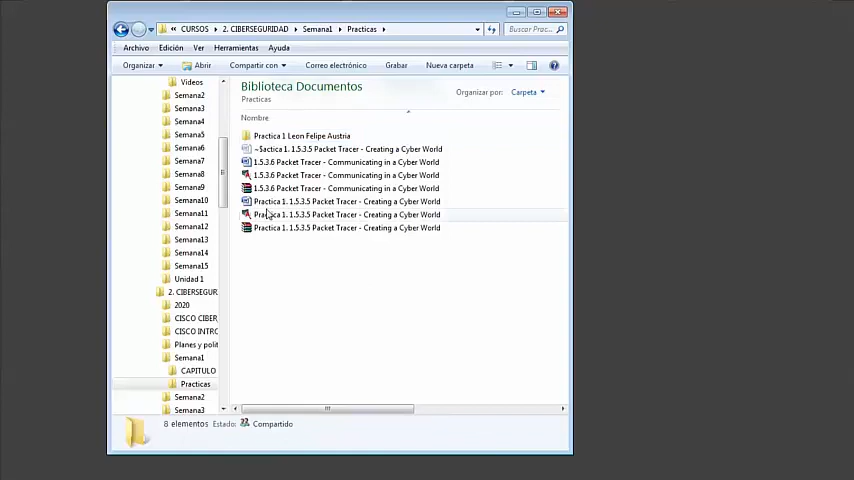 CURSOS 2. CIBERSEGURIDAD Semana1 Practicas Buscar Prac...
Archivo Edición Ver Herramientas Ayuda
Organizar Abrir Compartir con Correo electrónico Grabar Nueva carpeta
Videos
Semana2
Semana3
Semana4
Semana5
Semana6
Semana7
Semana8
Semana9
Semana10
Semana11
Semana12
Semana13
Semana14
Semana15
Unidad 1
2. CIBERSEGUR
2020
CISCO CIBER
CISCO INTRO
Planes y polit
Semana1
CAPITULO
Practicas
Semana2
Semana3
Biblioteca Documentos
Practicas
Organizar por: Carpeta
Nombre
Practica 1 Leon Felipe Austria
~$actica 1. 1.5.3.5 Packet Tracer - Creating a Cyber World
1.5.3.6 Packet Tracer - Communicating in a Cyber World
1.5.3.6 Packet Tracer - Communicating in a Cyber World
1.5.3.6 Packet Tracer - Communicating in a Cyber World
Practica 1. 1.5.3.5 Packet Tracer - Creating a Cyber World
Practica 1. 1.5.3.5 Packet Tracer - Creating a Cyber World
Practica 1. 1.5.3.5 Packet Tracer - Creating a Cyber World
8 elementos Estado: Compartido